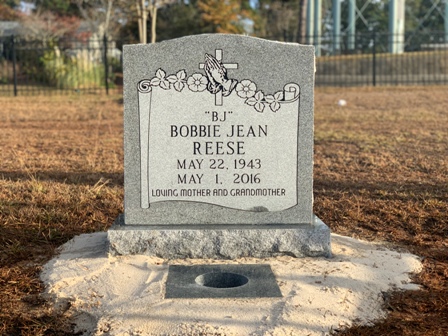 "BJ"
BOBBIE JEAN
REESE
MAY 22, 1943
MAY 1, 2016
LOVING MOTHER AND GRANDMOTHER